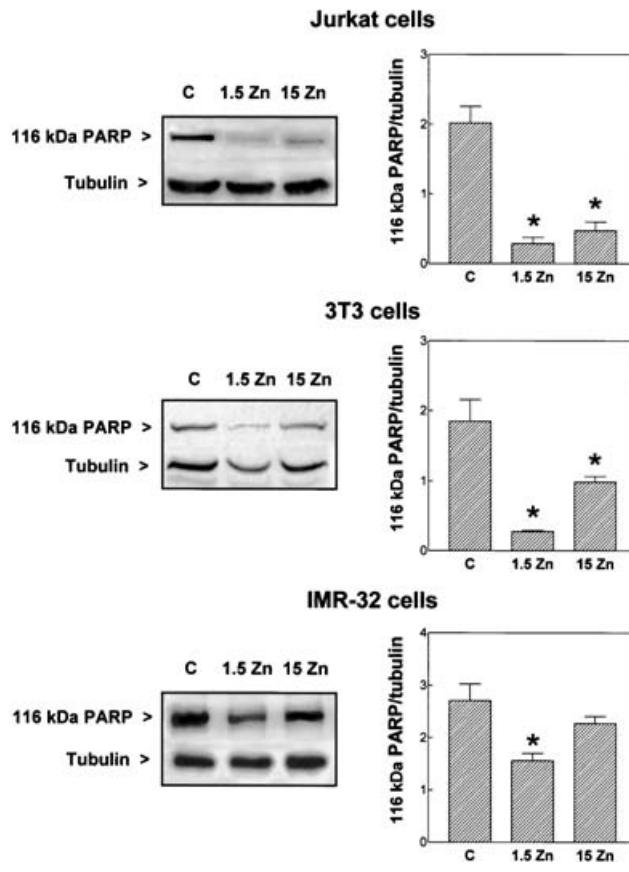 Jurkat cells
C 1.5 Zn 15 Zn
116 kDa PARP >
Tubulin >
116 kDa PARP/tubulin
3
2
1
0
C 1.5 Zn 15 Zn
* *
3T3 cells
C 1.5 Zn 15 Zn
116 kDa PARP >
Tubulin >
116 kDa PARP/tubulin
3
2
1
0
C 1.5 Zn 15 Zn
* *
IMR-32 cells
C 1.5 Zn 15 Zn
116 kDa PARP >
Tubulin >
116 kDa PARP/tubulin
4
3
2
1
0
C 1.5 Zn 15 Zn
*